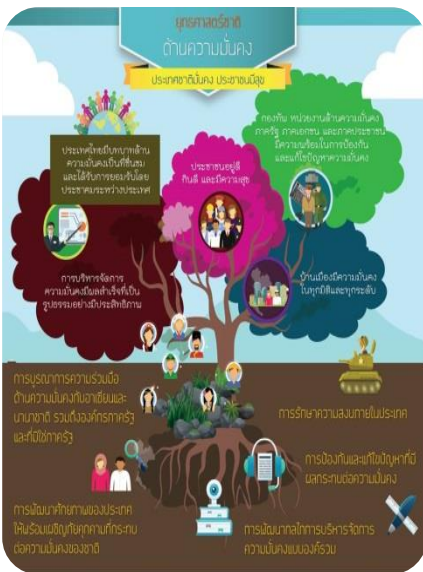 ยุทธศาสตร์ชาติ
ด้านความมั่นคง
ประเทศชาติมั่นคง ประชาชนมีสุข
ประเทศไทยมีบทบาทด้าน
ความมั่นคงเป็นที่ชื่นชม
และได้รับการยอมรับโดย
ประชาคมระหว่างประเทศ
ประชาชนอยู่ดี
กินดี และมีความสุข
กองทัพ หน่วยงานด้านความมั่นคง
ภาครัฐ ภาคเอกชน และภาคประชาชน
มีความพร้อมในการป้องกัน
และแก้ไขปัญหาความมั่นคง
การบริหารจัดการ
ความมั่นคงมีผลสำเร็จที่เป็น
รูปธรรมอย่างมีประสิทธิภาพ
บ้านเมืองมีความมั่นคง
ในทุกมิติและทุกระดับ
การบูรณาการความร่วมมือ
ด้านความมั่นคงกับอาเซียนและ
นานาชาติ รวมถึงองค์กรภาครัฐ
และที่มิใช่ภาครัฐ
การรักษาความสงบภายในประเทศ
การป้องกันและแก้ไขปัญหาที่มี
ผลกระทบต่อความมั่นคง
การพัฒนาศักยภาพของประเทศ
ให้พร้อมเผชิญภัยคุกคามที่กระทบ
ต่อความมั่นคงของชาติ
การพัฒนากลไกการบริหารจัดการ
ความมั่นคงแบบองค์รวม